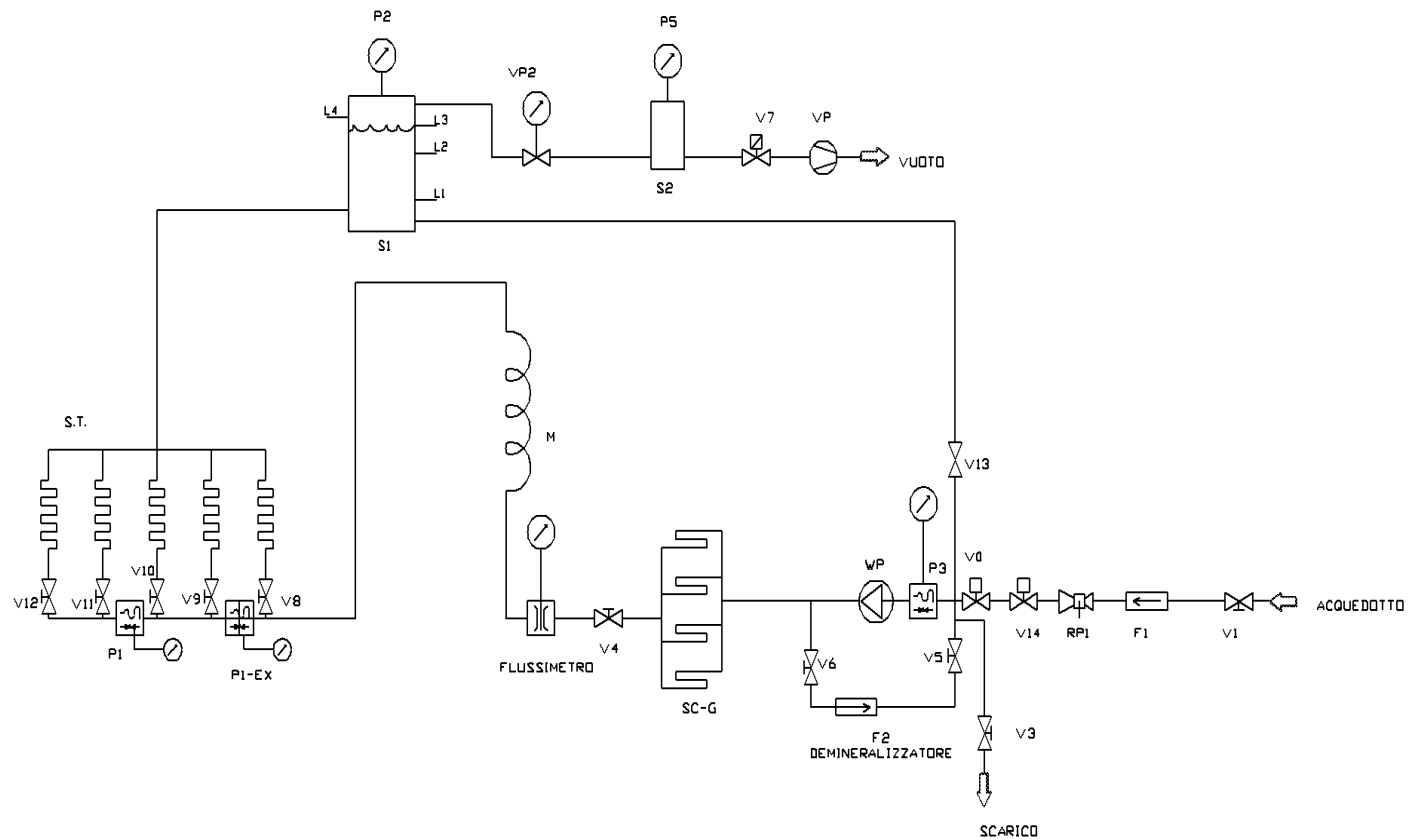 P2
P5
VP2
V7
VP
L4
L3
L2
L1
VUOTO
S2
S1
S.T.
M
V13
V10
V12
V11
V9
V8
P1
P1-EX
FLUSSIMETRO
V4
SC-G
WP
P3
V0
V14
RP1
F1
V1
ACQUEDOTTO
V6
V5
F2
DEMINERALIZZATORE
V3
SCARICO